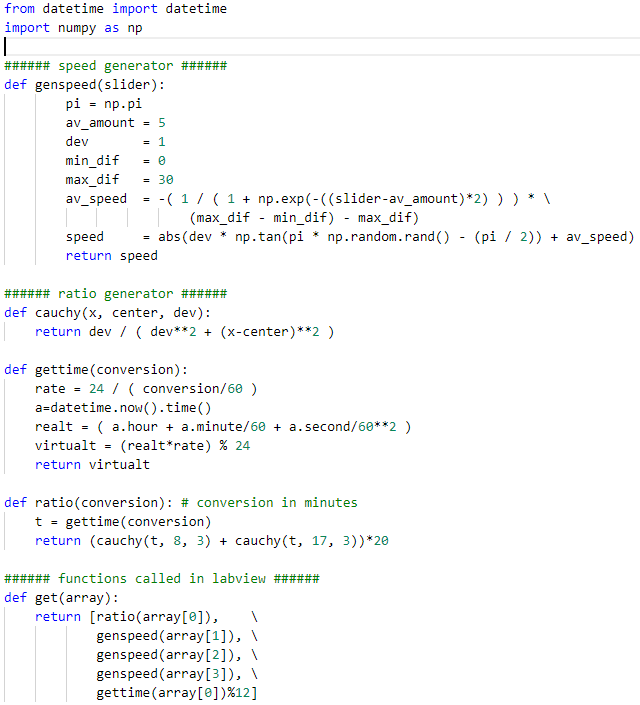 from datetime import datetime
import numpy as np

###### speed generator ######
def genspeed(slider):
        pi = np.pi
        av_amount = 5
        dev       = 1
        min_dif   = 0
        max_dif   = 30
        av_speed  = -( 1 / ( 1 + np.exp(-((slider-av_amount)*2) ) ) * \
                        (max_dif - min_dif) - max_dif)
        speed     = abs(dev * np.tan(pi * np.random.rand() - (pi / 2)) + av_speed)
        return speed

###### ratio generator ######
def cauchy(x, center, dev):
    return dev / ( dev**2 + (x-center)**2 )

def gettime(conversion):
    rate = 24 / ( conversion/60 )
    a=datetime.now().time()
    realt = ( a.hour + a.minute/60 + a.second/60**2 )
    virtualt = (realt*rate) % 24
    return virtualt

def ratio(conversion): # conversion in minutes
    t = gettime(conversion)
    return (cauchy(t, 8, 3) + cauchy(t, 17, 3))*20

###### functions called in labview ######
def get(array):
    return [ratio(array[0]),    \
            genspeed(array[1]), \
            genspeed(array[2]), \
            genspeed(array[3]), \
            gettime(array[0])%12]